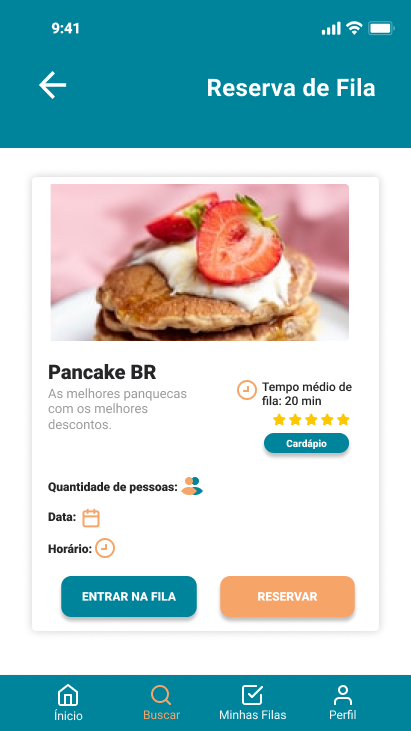 9:41
Reserva de Fila
Pancake BR
As melhores panquecas
com os melhores
descontos.
Tempo médio de
fila: 20 min
Cardápio
Quantidade de pessoas:
Data:
Horário:
ENTRAR NA FILA
RESERVAR
Ínicio
Buscar
Minhas Filas
Perfil